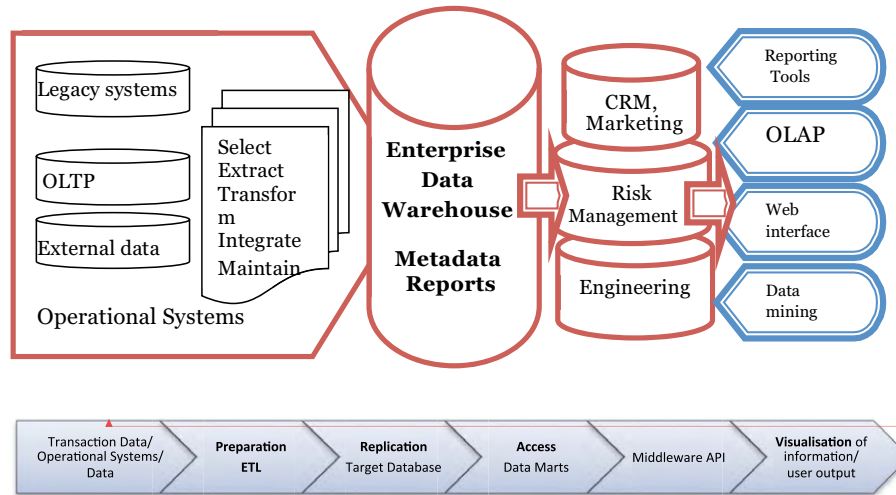 Legacy systems
OLTP
External data
Operational Systems
Select
Extract
Transfor
m
Integrate
Maintain
Enterprise
Data
Warehouse
Metadata
Reports
CRM,
Marketing
Risk
Management
Engineering
Reporting
Tools
OLAP
Web
interface
Data
mining
Transaction Data/
Operational Systems/
Data
Preparation
ETL
Replication
Target Database
Access
Data Marts
Middleware API
Visualisation of
information/
user output